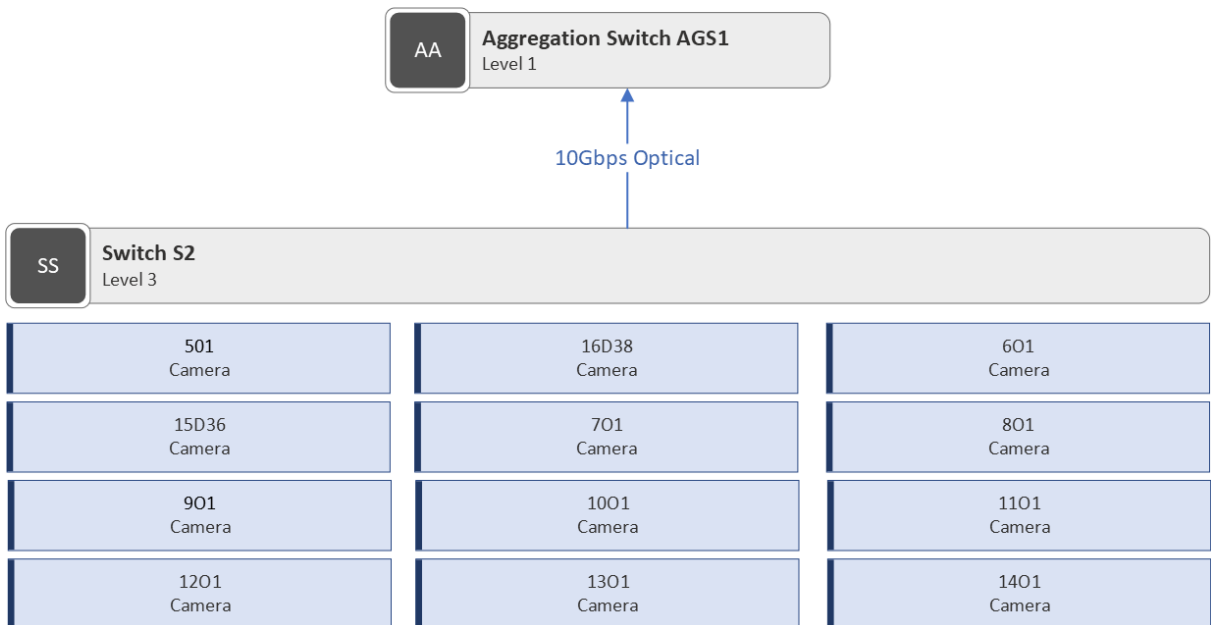 AA
Aggregation Switch AGS1
Level 1
10Gbps Optical
SS
Switch S2
Level 3
501
Camera
16D38
Camera
6O1
Camera
15D36
Camera
7O1
Camera
8O1
Camera
9O1
Camera
10O1
Camera
11O1
Camera
12O1
Camera
13O1
Camera
14O1
Camera